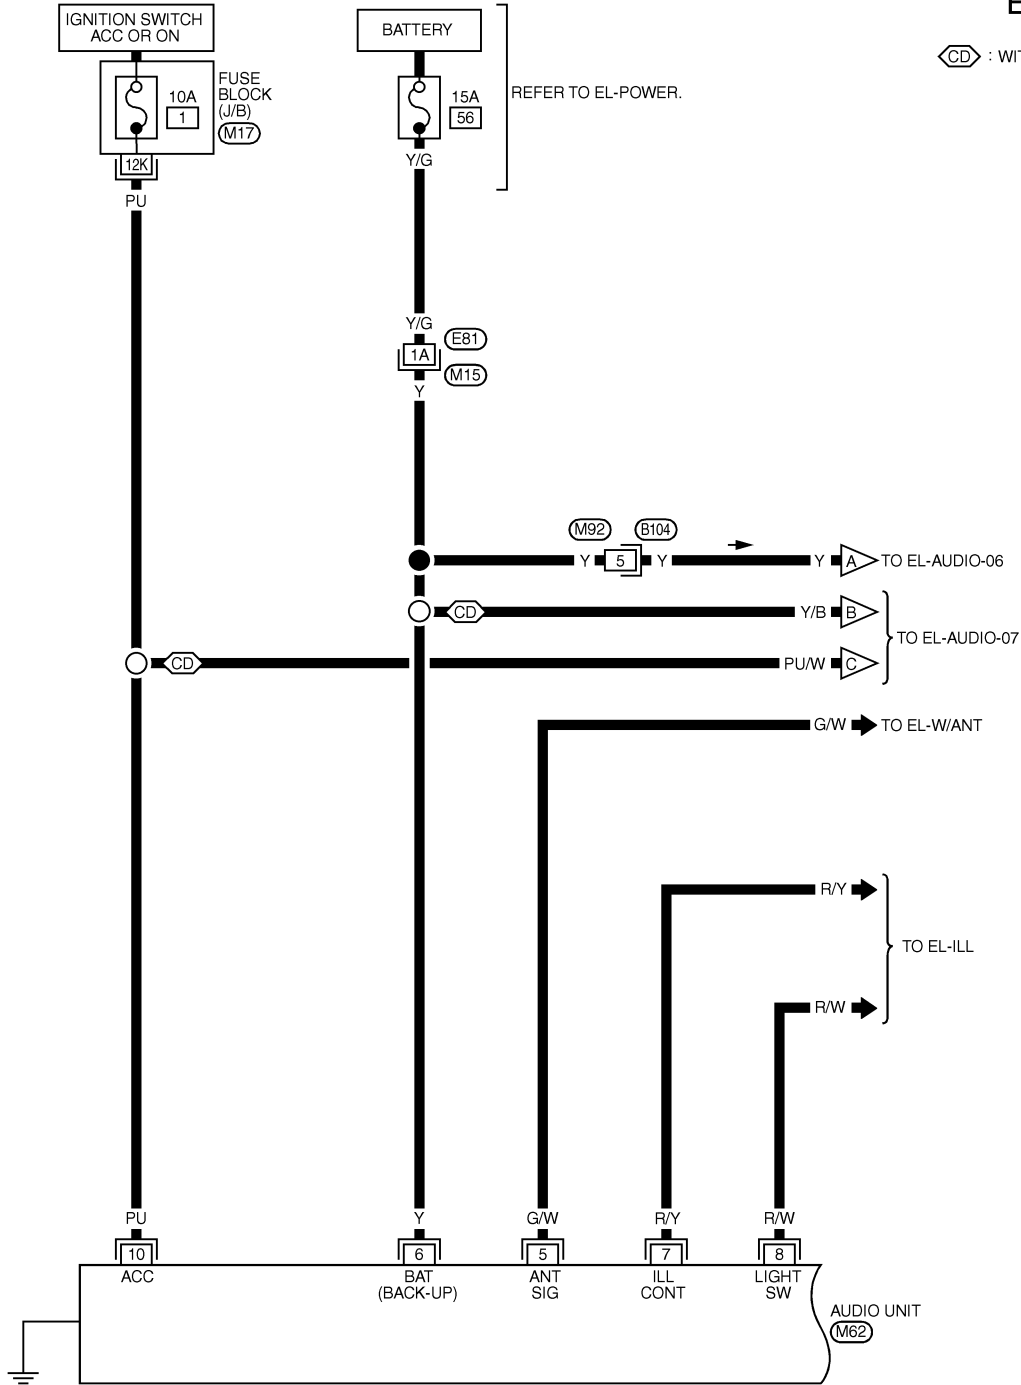 IGNITION SWITCH
ACC OR ON
BATTERY
CD
10A
1
FUSE
BLOCK
(J/B)
M17
15A
56
REFER TO EL-POWER.
12K
PU
Y/G
Y/G
E81
1A
M15
Y
M92
B104
Y
5
Y
Y
A
TO EL-AUDIO-06
CD
Y/B
B
TO EL-AUDIO-07
CD
PU/W
C
G/W
TO EL-W/ANT
R/Y
TO EL-ILL
R/W
PU
Y
G/W
R/Y
R/W
10
6
5
7
8
ACC
BAT
(BACK-UP)
ANT
SIG
ILL
CONT
LIGHT
SW
AUDIO UNIT
M62